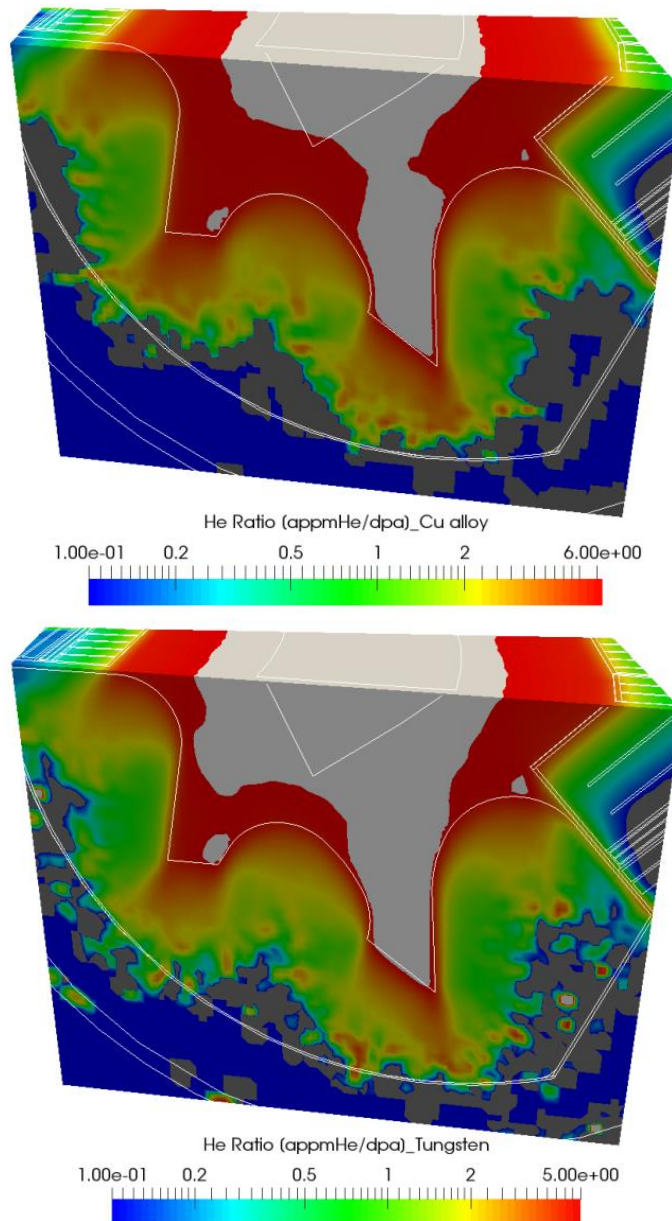 He Ratio [appmHe/dpa]_Cu alloy
1.00e-01 0.2 0.5 1 2 6.00e+00
He Ratio [appmHe/dpa]_Tungsten
1.00e-01 0.2 0.5 1 2 5.00e+00